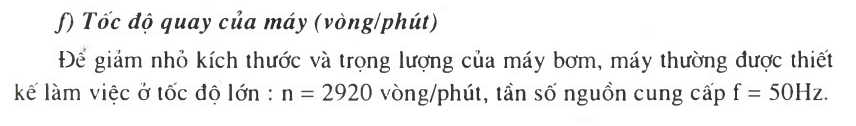 f) Tốc độ quay của máy (vòng/phút)
Để giảm nhỏ kích thước và trọng lượng của máy bơm, máy thường được thiết
kế làm việc ở tốc độ lớn : n = 2920 vòng/phút, tần số nguồn cung cấp f = 50Hz.